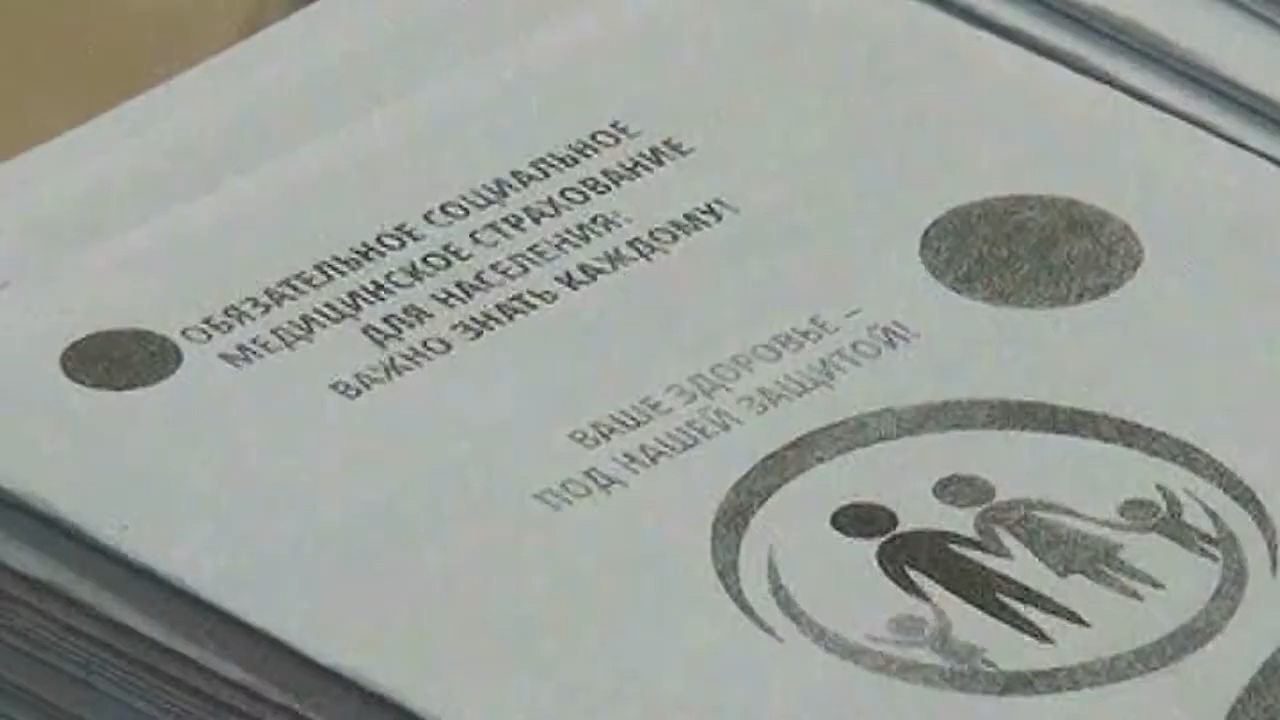 ОБЯЗАТЕЛЬНОЕ СОЦИАЛЬНОЕ
МЕДИЦИНСКОЕ СТРАХОВАНИЕ
ДЛЯ НАСЕЛЕНИЯ:
ВАЖНО ЗНАТЬ КАЖДОМУ!
ВАШЕ ЗДОРОВЬЕ –
ПОД НАШЕЙ ЗАЩИТОЙ!